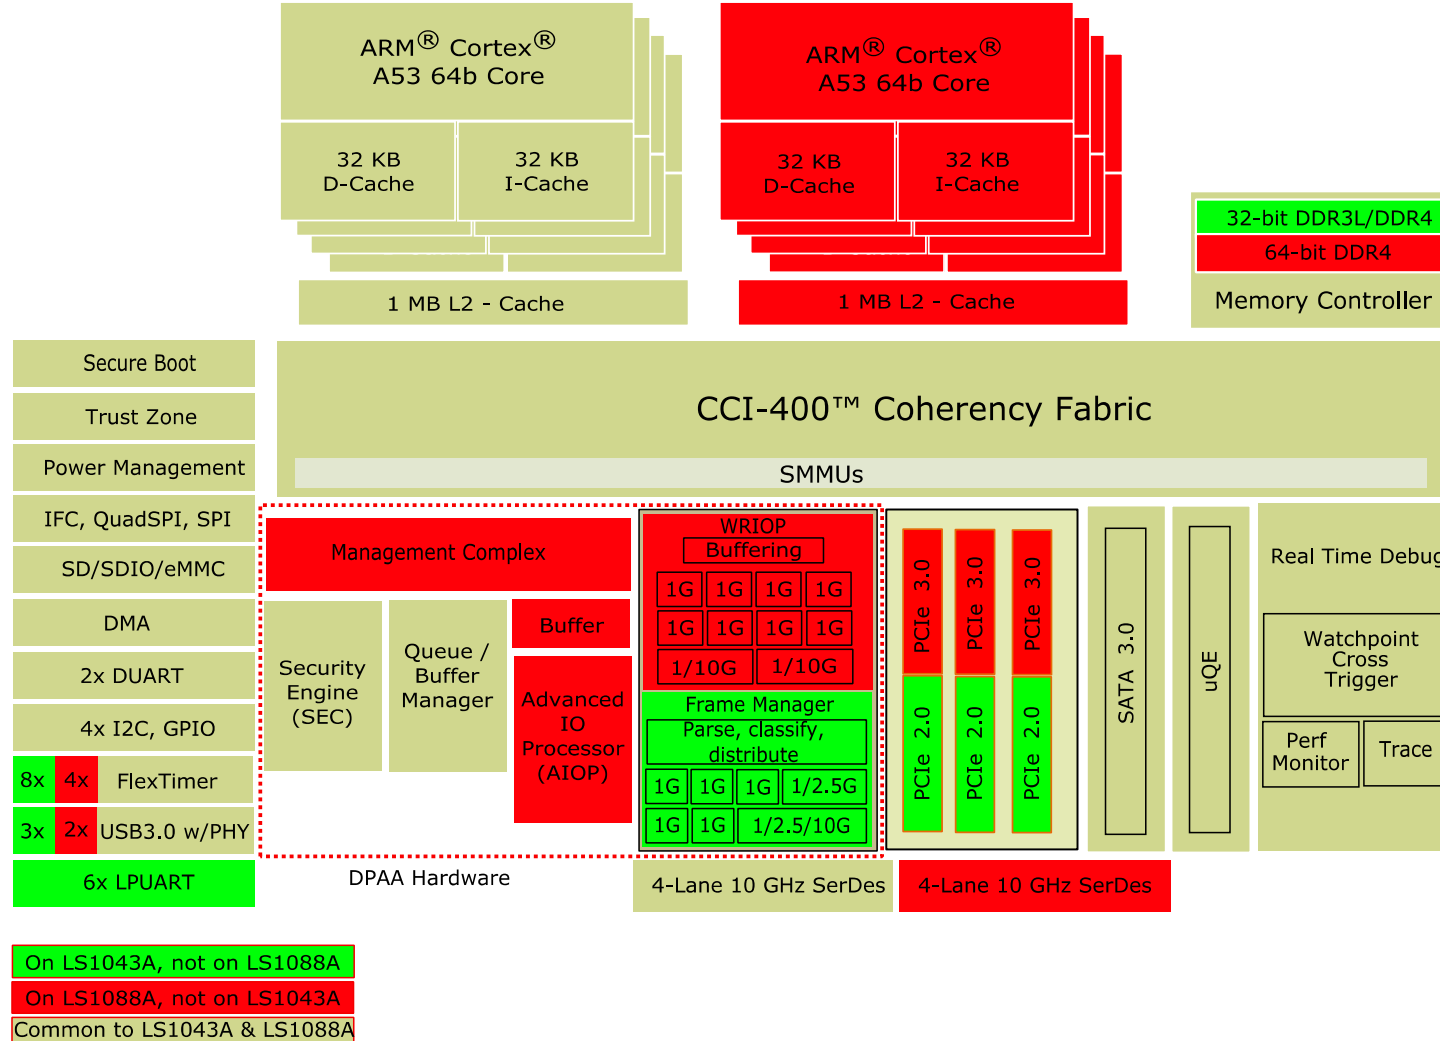 ARM® Cortex®
A53 64b Core
32 KB
D-Cache
32 KB
I-Cache
1 MB L2 - Cache
ARM® Cortex®
A53 64b Core
32 KB
D-Cache
32 KB
I-Cache
1 MB L2 - Cache
32-bit DDR3L/DDR4
64-bit DDR4
Memory Controller
Secure Boot
Trust Zone
Power Management
IFC, QuadSPI, SPI
SD/SDIO/eMMC
DMA
2x DUART
4x I2C, GPIO
8x 4x FlexTimer
3x 2x USB3.0 w/PHY
6x LPUART
CCI-400™ Coherency Fabric
SMMUs
Management Complex
Security
Engine
(SEC)
Queue /
Buffer
Manager
Buffer
Advanced
IO
Processor
(AIOP)
DPAA Hardware
WRIOP
Buffering
1G 1G 1G 1G
1G 1G 1G 1G
1/10G 1/10G
Frame Manager
Parse, classify,
distribute
1G 1G 1G 1/2.5G
1G 1G 1/2.5/10G
PCIe 3.0
PCIe 3.0
PCIe 3.0
PCIe 2.0
PCIe 2.0
PCIe 2.0
SATA 3.0
uQE
Real Time Debug
Watchpoint
Cross
Trigger
Perf
Monitor
Trace
4-Lane 10 GHz SerDes
4-Lane 10 GHz SerDes
On LS1043A, not on LS1088A
On LS1088A, not on LS1043A
Common to LS1043A & LS1088A